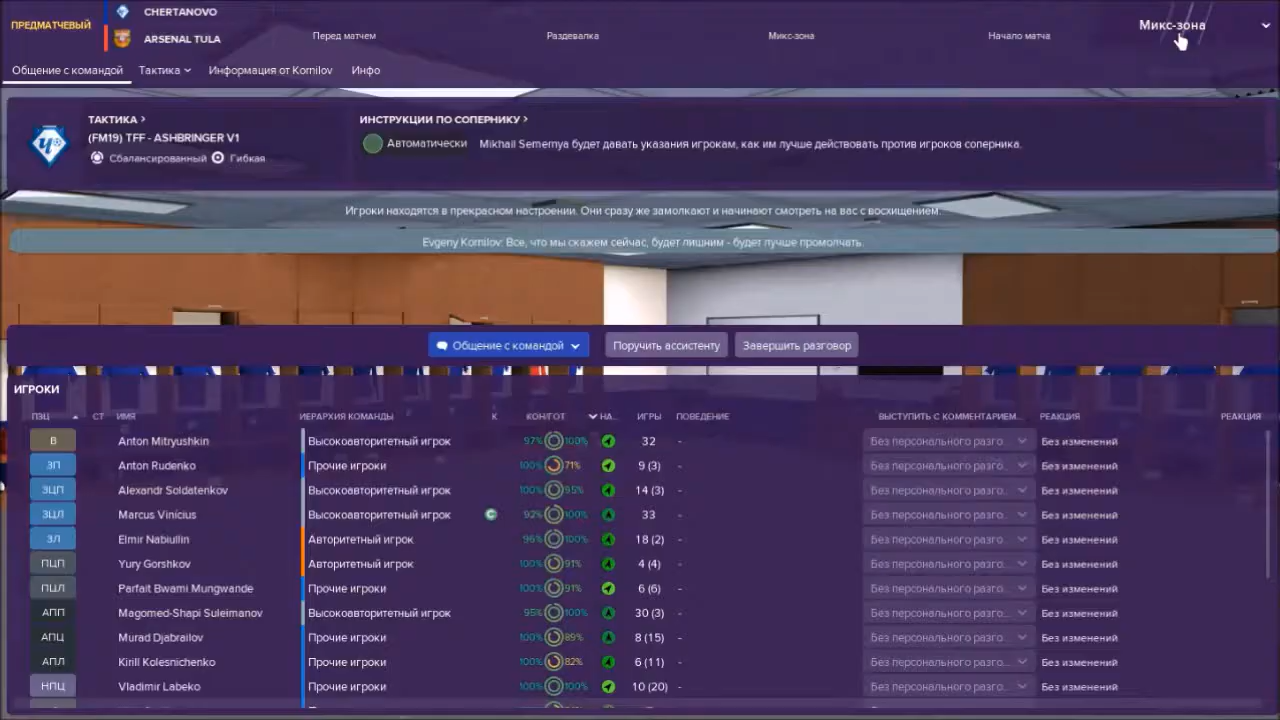 ПРЕДМАТЧЕВЫЙ
CHERTANOVO
ARSENAL TULA
Перед матчем
Раздевалка
Микс-зона
Начало матча
Микс-зона
Общение с командой
Тактика
Информация от Kornilov
Инфо
ТАКТИКА >
(FM19) TFF - ASHBRINGER V1
Сбалансированный Гибкая
ИНСТРУКЦИИ ПО СОПЕРНИКУ >
Автоматически Mikhail Semernya будет давать указания игрокам, как им лучше действовать против игроков соперника.
Игроки находятся в прекрасном настроении. Они сразу же замолкают и начинают смотреть на вас с восхищением.
Evgeny Kornilov: Все, что мы скажем сейчас, будет лишним - будет лучше промолчать.
Общение с командой
Поручить ассистенту
Завершить разговор
ИГРОКИ
ПЗЦ СТ ИМЯ ИЕРАРХИЯ КОМАНДЫ К КОН/ГОТ НА... ИГРЫ ПОВЕДЕНИЕ ВЫСТУПИТЬ С КОММЕНТАРИЕМ... РЕАКЦИЯ РЕАКЦИЯ
В Anton Mitryushkin Высокоавторитетный игрок 97% 100% 32 - Без персонального разго... Без изменений
ЗП Anton Rudenko Прочие игроки 100% 71% 9 (3) - Без персонального разго... Без изменений
ЗЦП Alexandr Soldatenkov Высокоавторитетный игрок 100% 95% 14 (3) - Без персонального разго... Без изменений
ЗЦЛ Marcus Vinícius Высокоавторитетный игрок C 92% 100% 33 - Без персонального разго... Без изменений
ЗЛ Elmir Nabiullin Авторитетный игрок 96% 100% 18 (2) - Без персонального разго... Без изменений
ПЦП Yury Gorshkov Авторитетный игрок 100% 91% 4 (4) - Без персонального разго... Без изменений
ПЦЛ Parfait Bwami Mungwande Прочие игроки 100% 91% 6 (6) - Без персонального разго... Без изменений
АПП Magomed-Shapi Suleimanov Высокоавторитетный игрок 95% 100% 30 (3) - Без персонального разго... Без изменений
АПЦ Murad Djabrailov Прочие игроки 100% 89% 8 (15) - Без персонального разго... Без изменений
АПЛ Kirill Kolesnichenko Прочие игроки 100% 82% 6 (11) - Без персонального разго... Без изменений
НПЦ Vladimir Labeko Прочие игроки 100% 100% 10 (20) - Без персонального разго... Без изменений